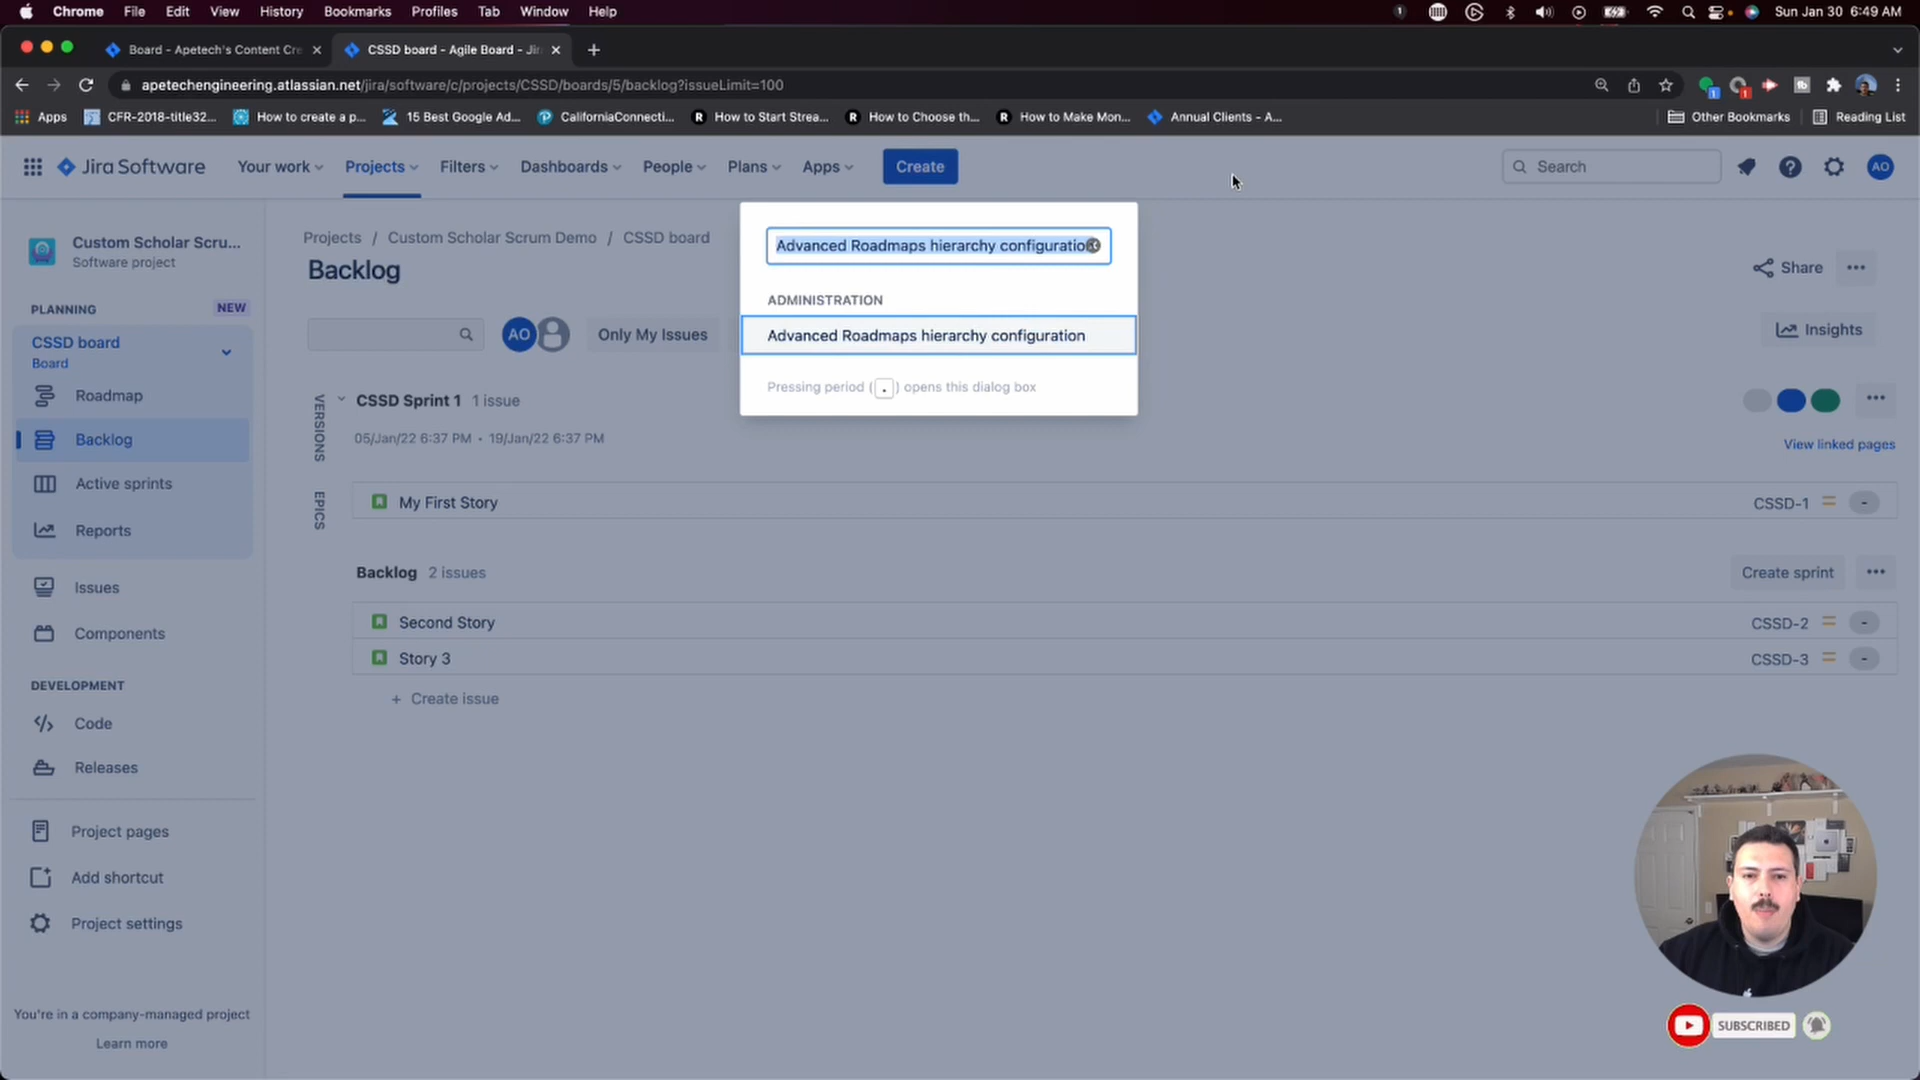 Chrome File Edit View History Bookmarks Profiles Tab Window Help
Sun Jan 30 6:49 AM
Board - Apetech's Content Cre
CSSD board - Agile Board - Jir
apetechengineering.atlassian.net/jira/software/c/projects/CSSD/boards/5/backlog?issueLimit=100
Apps CFR-2018-title32... How to create a p... 15 Best Google Ad... CaliforniaConnecti... How to Start Strea... How to Choose th... How to Make Mon... Annual Clients - A... Other Bookmarks Reading List
Jira Software Your work Projects Filters Dashboards People Plans Apps Create Search AO
Custom Scholar Scru...
Software project
PLANNING NEW
CSSD board
Board
Roadmap
Backlog
Active sprints
Reports
Issues
Components
DEVELOPMENT
Code
Releases
Project pages
Add shortcut
Project settings
You're in a company-managed project
Learn more
Projects / Custom Scholar Scrum Demo / CSSD board
Backlog
Share
AO Only My Issues
Insights
Advanced Roadmaps hierarchy configuration
ADMINISTRATION
Advanced Roadmaps hierarchy configuration
Pressing period ( . ) opens this dialog box
VERSIONS
EPICS
CSSD Sprint 1 1 issue
05/Jan/22 6:37 PM • 19/Jan/22 6:37 PM
View linked pages
My First Story CSSD-1 -
Backlog 2 issues Create sprint
Second Story CSSD-2 -
Story 3 CSSD-3 -
+ Create issue
SUBSCRIBED